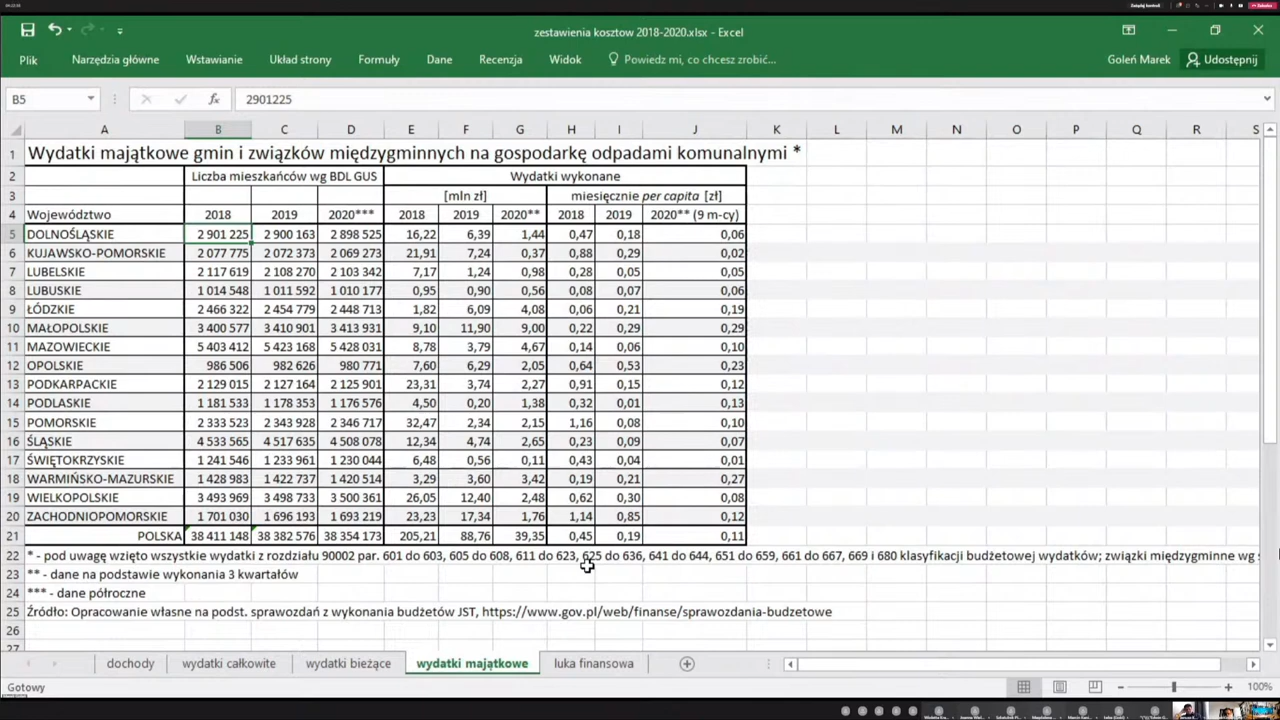 zestawienia kosztow 2018-2020.xlsx - Excel
Plik Narzędzia główne Wstawianie Układ strony Formuły Dane Recenzja Widok Powiedz mi, co chcesz zrobić... Goleń Marek Udostępnij
B5 fx 2901225
A B C D E F G H I J K L M N O P Q R S
1 Wydatki majątkowe gmin i związków międzygminnych na gospodarkę odpadami komunalnymi *
2 Liczba mieszkańców wg BDL GUS Wydatki wykonane
3 [mln zł] miesięcznie per capita [zł]
4 Województwo 2018 2019 2020*** 2018 2019 2020** 2018 2019 2020** (9 m-cy)
5 DOLNOŚLĄSKIE 2 901 225 2 900 163 2 898 525 16,22 6,39 1,44 0,47 0,18 0,06
6 KUJAWSKO-POMORSKIE 2 077 775 2 072 373 2 069 273 21,91 7,24 0,37 0,88 0,29 0,02
7 LUBELSKIE 2 117 619 2 108 270 2 103 342 7,17 1,24 0,98 0,28 0,05 0,05
8 LUBUSKIE 1 014 548 1 011 592 1 010 177 0,95 0,90 0,56 0,08 0,07 0,06
9 ŁÓDZKIE 2 466 322 2 454 779 2 448 713 1,82 6,09 4,08 0,06 0,21 0,19
10 MAŁOPOLSKIE 3 400 577 3 410 901 3 413 931 9,10 11,90 9,00 0,22 0,29 0,29
11 MAZOWIECKIE 5 403 412 5 423 168 5 428 031 8,78 3,79 4,67 0,14 0,06 0,10
12 OPOLSKIE 986 506 982 626 980 771 7,60 6,29 2,05 0,64 0,53 0,23
13 PODKARPACKIE 2 129 015 2 127 164 2 125 901 23,31 3,74 2,27 0,91 0,15 0,12
14 PODLASKIE 1 181 533 1 178 353 1 176 576 4,50 0,20 1,38 0,32 0,01 0,13
15 POMORSKIE 2 333 523 2 343 928 2 346 717 32,47 2,34 2,15 1,16 0,08 0,10
16 ŚLĄSKIE 4 533 565 4 517 635 4 508 078 12,34 4,74 2,65 0,23 0,09 0,07
17 ŚWIĘTOKRZYSKIE 1 241 546 1 233 961 1 230 044 6,48 0,56 0,11 0,43 0,04 0,01
18 WARMIŃSKO-MAZURSKIE 1 428 983 1 422 737 1 420 514 3,29 3,60 3,42 0,19 0,21 0,27
19 WIELKOPOLSKIE 3 493 969 3 498 733 3 500 361 26,05 12,40 2,48 0,62 0,30 0,08
20 ZACHODNIOPOMORSKIE 1 701 030 1 696 193 1 693 219 23,23 17,34 1,76 1,14 0,85 0,12
21 POLSKA 38 411 148 38 382 576 38 354 173 205,21 88,76 39,35 0,45 0,19 0,11
22 * - pod uwagę wzięto wszystkie wydatki z rozdziału 90002 par. 601 do 603, 605 do 608, 611 do 623, 625 do 636, 641 do 644, 651 do 659, 661 do 667, 669 i 680 klasyfikacji budżetowej wydatków; związki międzygminne wg s
23 ** - dane na podstawie wykonania 3 kwartałów
24 *** - dane półroczne
25 Źródło: Opracowanie własne na podst. sprawozdań z wykonania budżetów JST, https://www.gov.pl/web/finanse/sprawozdania-budzetowe
26
27
dochody wydatki całkowite wydatki bieżące wydatki majątkowe luka finansowa
Gotowy 100%